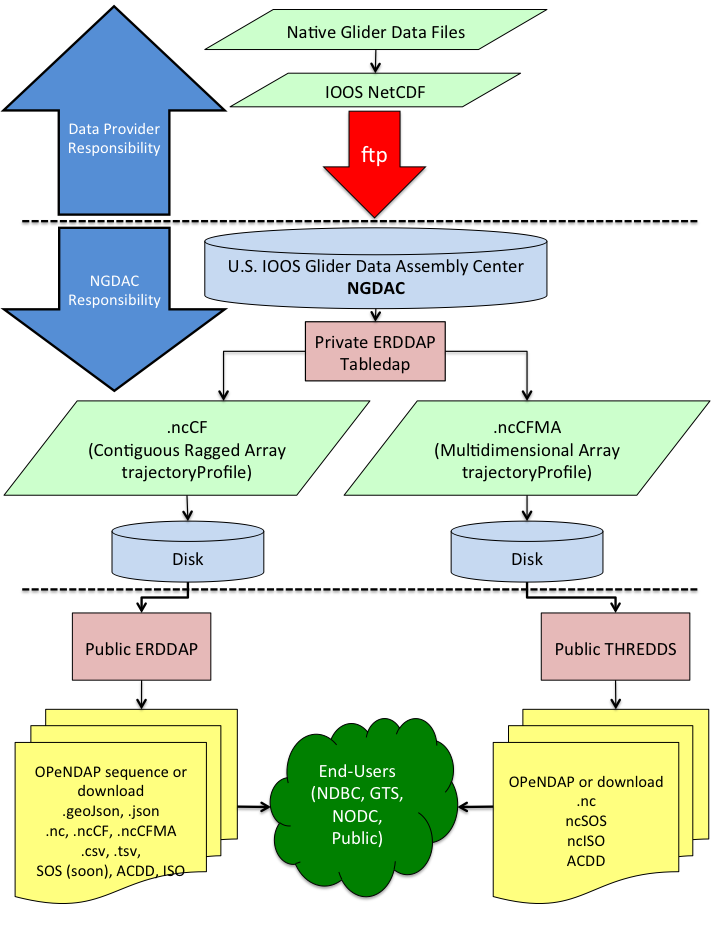 Native Glider Data Files
IOOS NetCDF
Data Provider
Responsibility
ftp
NGDAC
Responsibility
U.S. IOOS Glider Data Assembly Center
NGDAC
Private ERDDAP
Tabledap
.ncCF
(Contiguous Ragged Array
trajectoryProfile)
.ncCFMA
(Multidimensional Array
trajectoryProfile)
Disk
Disk
Public ERDDAP
Public THREDDS
OPeNDAP sequence or
download
.geoJson, .json
.nc, .ncCF, .ncCFMA
.csv, .tsv,
SOS (soon), ACDD, ISO
End-Users
(NDBC, GTS,
NODC,
Public)
OPeNDAP or download
.nc
ncSOS
ncISO
ACDD